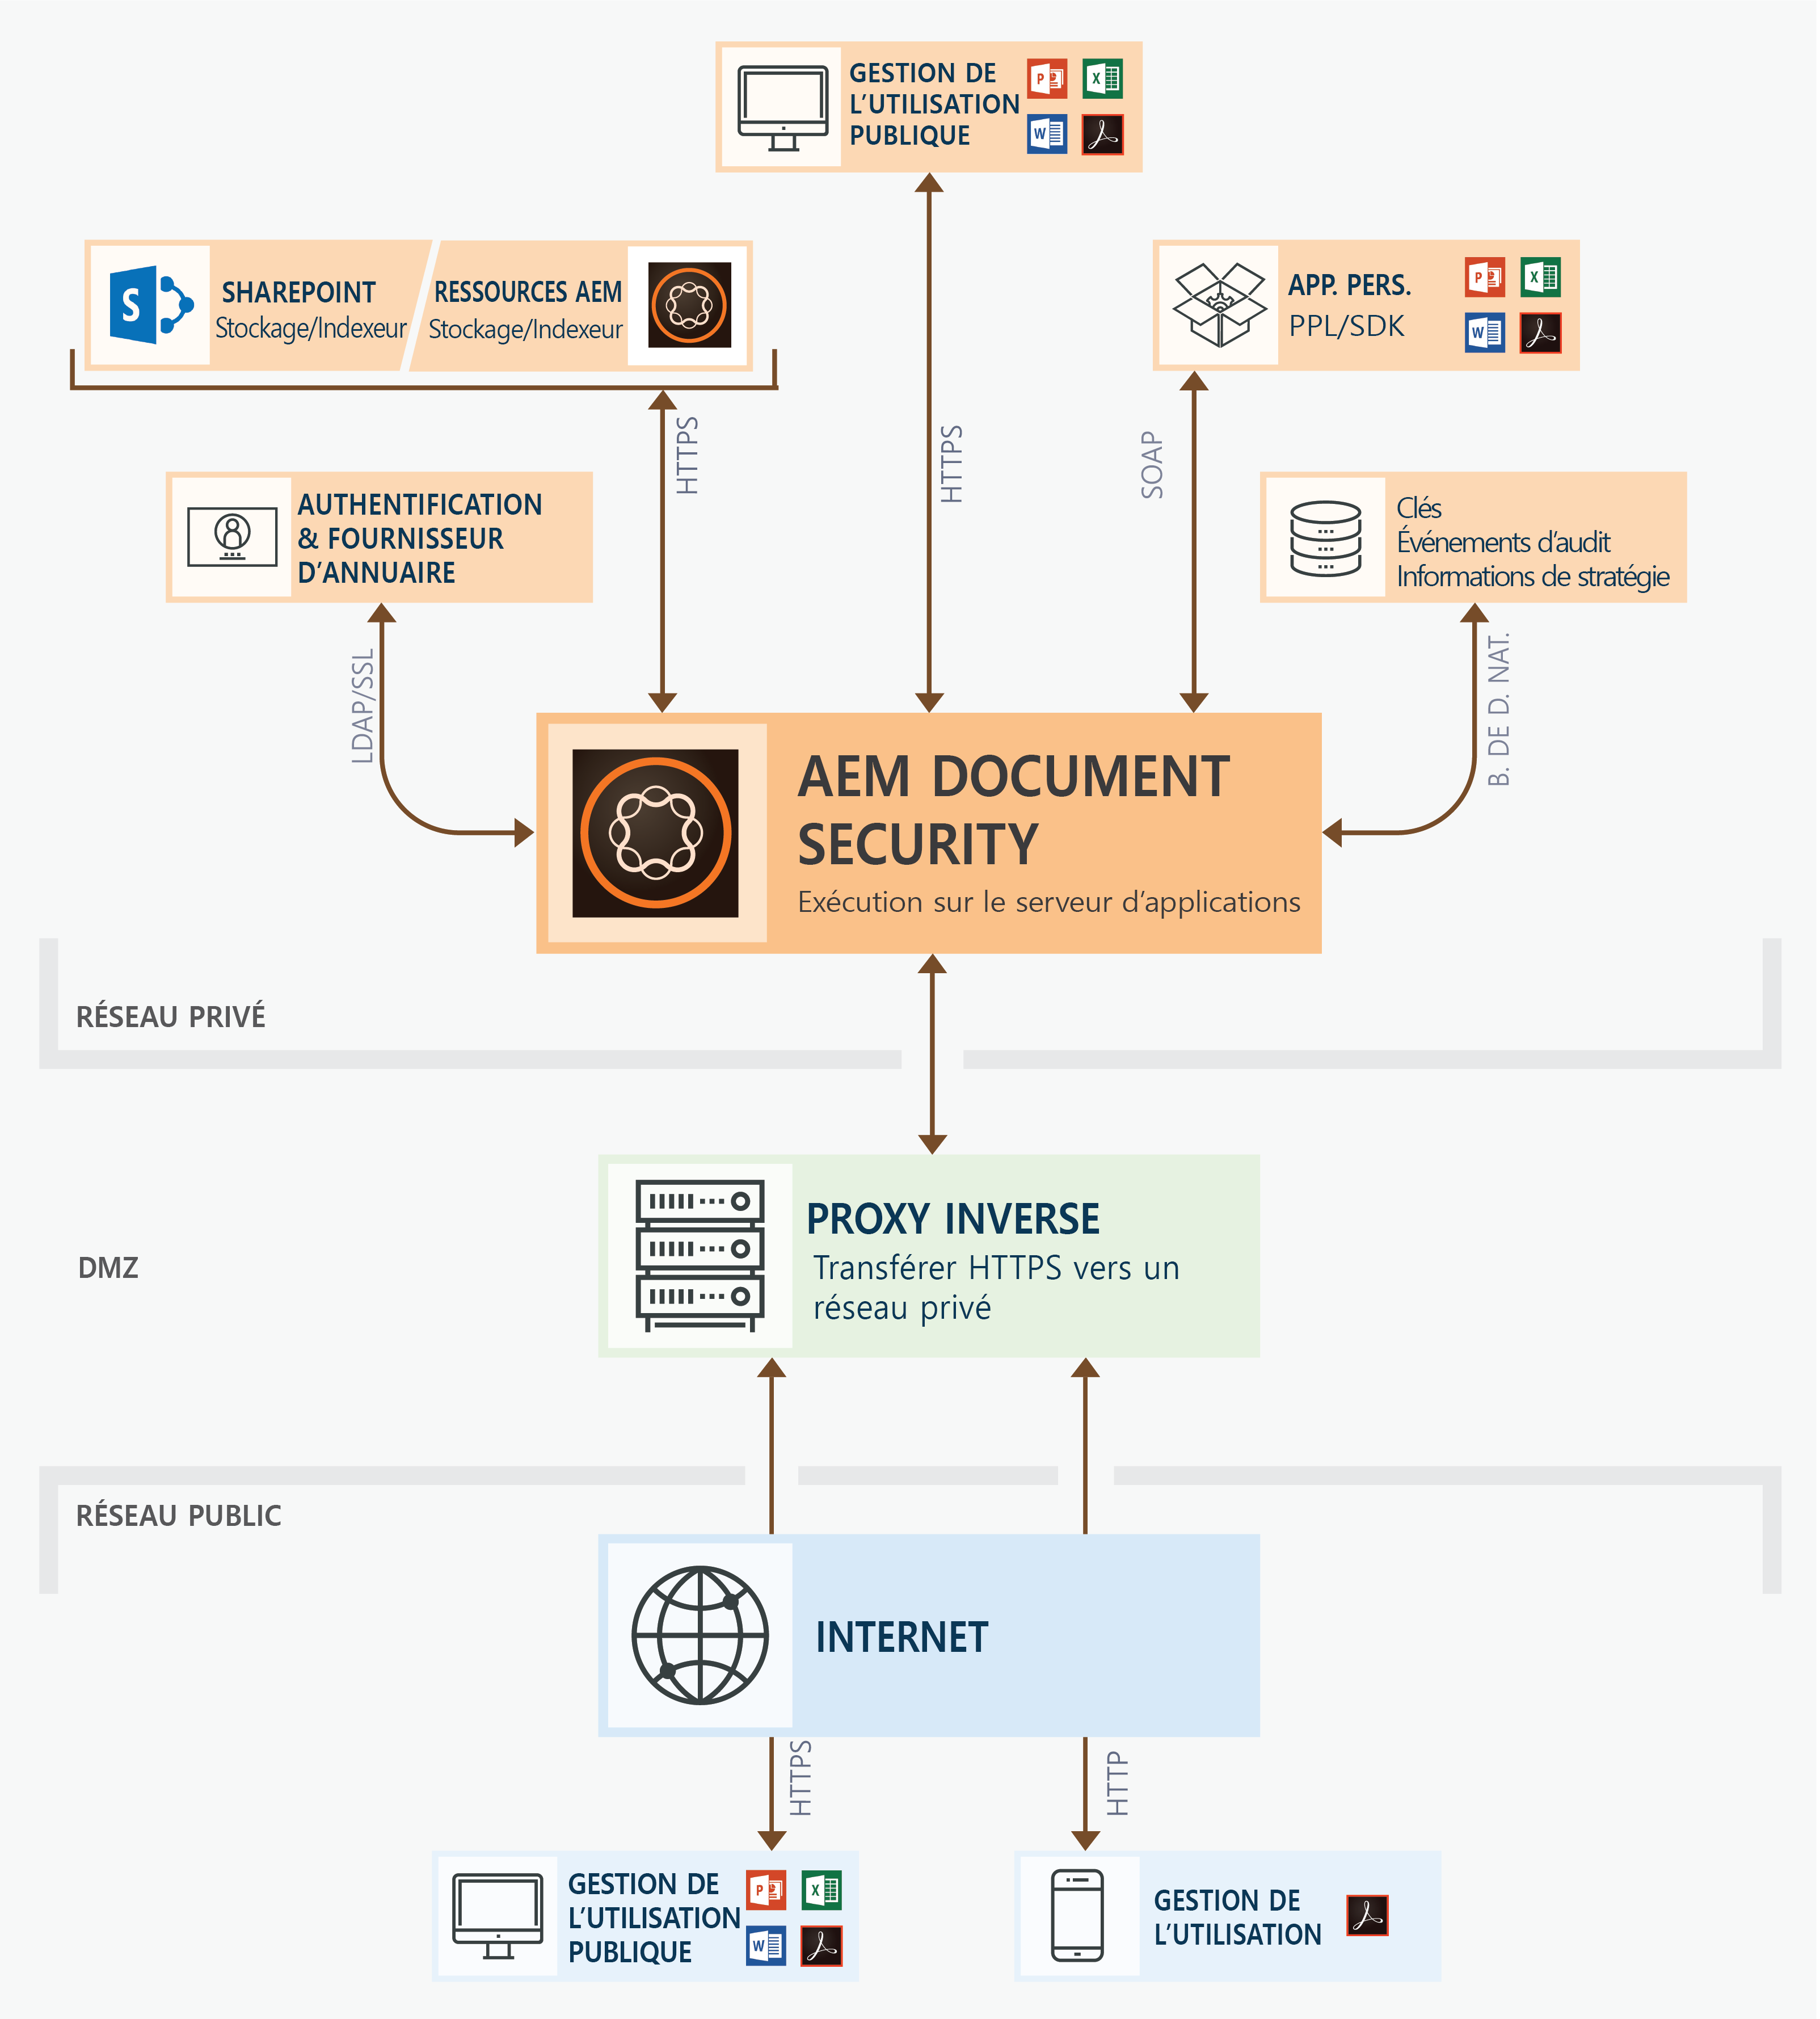 GESTION DE
L’UTILISATION
PUBLIQUE
P
X
W
S
SHAREPOINT
Stockage/Indexeur
RESSOURCES AEM
Stockage/Indexeur
APP. PERS.
PPL/SDK
P
X
W
HTTPS
HTTPS
SOAP
AUTHENTIFICATION
& FOURNISSEUR
D’ANNUAIRE
Clés
Événements d’audit
Informations de stratégie
LDAP/SSL
B. DE D. NAT.
AEM DOCUMENT
SECURITY
Exécution sur le serveur d’applications
RÉSEAU PRIVÉ
PROXY INVERSE
Transférer HTTPS vers un
réseau privé
DMZ
RÉSEAU PUBLIC
INTERNET
HTTPS
HTTP
GESTION DE
L’UTILISATION
PUBLIQUE
P
X
W
GESTION DE
L’UTILISATION